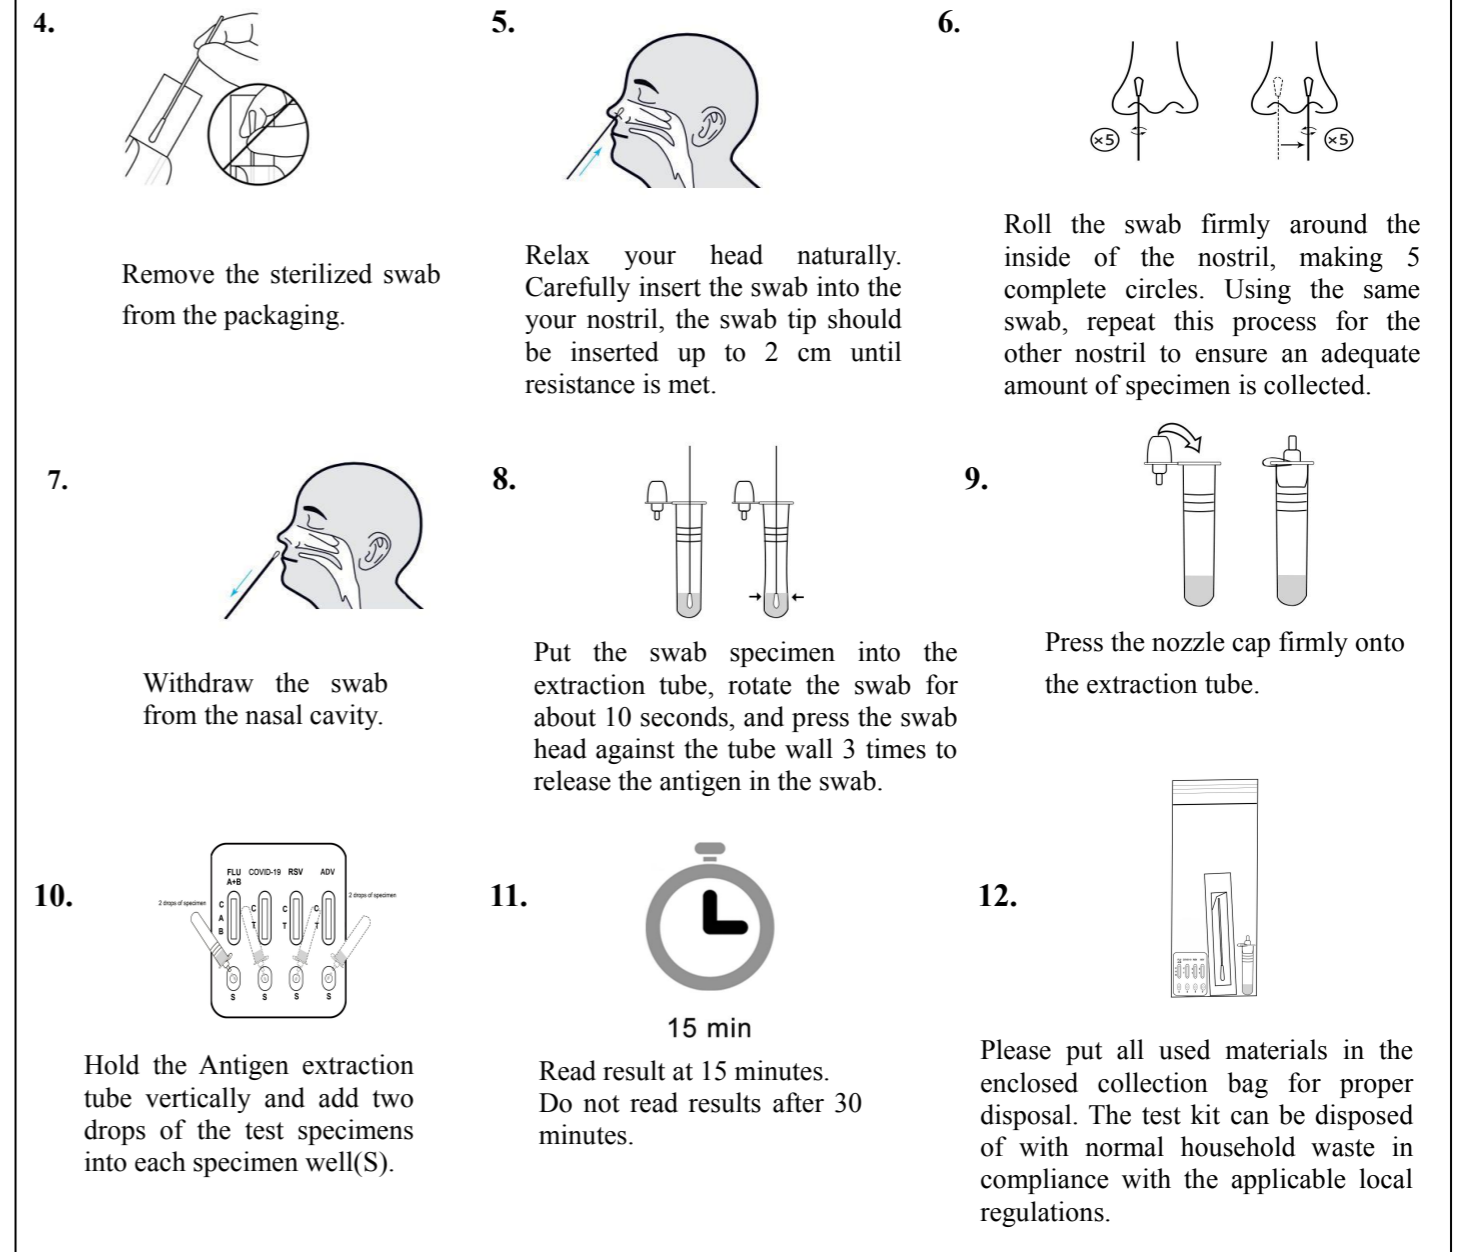 4.
Remove the sterilized swab
from the packaging.
5.
Relax your head naturally.
Carefully insert the swab into the
your nostril, the swab tip should
be inserted up to 2 cm until
resistance is met.
6.
×5
×5
Roll the swab firmly around the
inside of the nostril, making 5
complete circles. Using the same
swab, repeat this process for the
other nostril to ensure an adequate
amount of specimen is collected.
7.
Withdraw the swab
from the nasal cavity.
8.
Put the swab specimen into the
extraction tube, rotate the swab for
about 10 seconds, and press the swab
head against the tube wall 3 times to
release the antigen in the swab.
9.
Press the nozzle cap firmly onto
the extraction tube.
10.
FLU COVID-19 RSV ADV
A+B
2 drops of specimen
2 drops of specimen
C C C C
A
T T T
B
S S S S
Hold the Antigen extraction
tube vertically and add two
drops of the test specimens
into each specimen well(S).
11.
15 min
Read result at 15 minutes.
Do not read results after 30
minutes.
12.
Please put all used materials in the
enclosed collection bag for proper
disposal. The test kit can be disposed
of with normal household waste in
compliance with the applicable local
regulations.